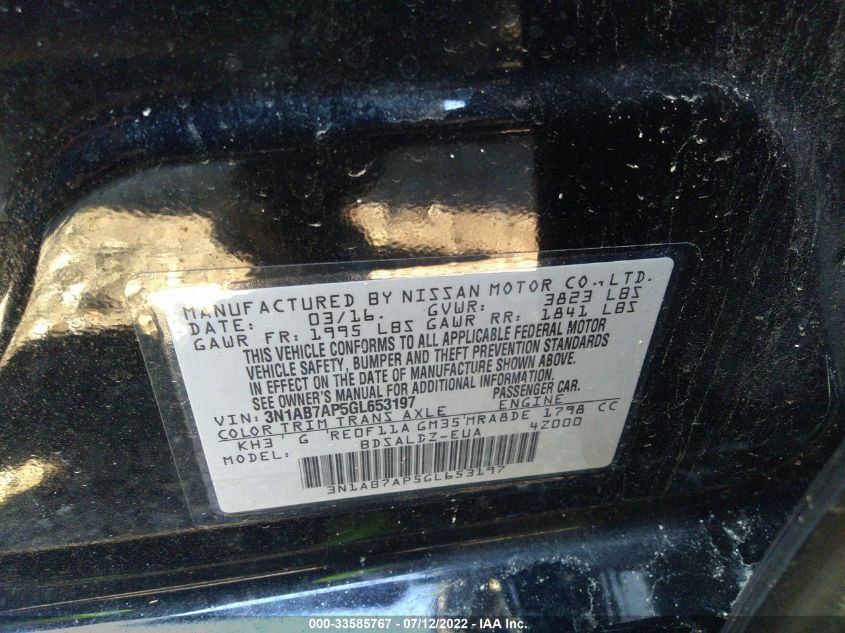 MANUFACTURED BY NISSAN MOTOR CO.,LTD.
DATE: 03/16. GVWR: 3823 LBS
GAWR FR: 1995 LBS GAWR RR: 1841 LBS
THIS VEHICLE CONFORMS TO ALL APPLICABLE FEDERAL MOTOR
VEHICLE SAFETY, BUMPER AND THEFT PREVENTION STANDARDS
IN EFFECT ON THE DATE OF MANUFACTURE SHOWN ABOVE.
SEE OWNER'S MANUAL FOR ADDITIONAL INFORMATION.
VIN: 3N1AB7AP5GL653197 PASSENGER CAR.
COLOR TRIM TRANS AXLE ENGINE
KH3 G RE0F11A GM35 MRA8DE 1798 CC
MODEL: BDSALDZ-EUA 4Z000
3N1AB7AP5GL653197
000-33585767 - 07/12/2022 - IAA Inc.